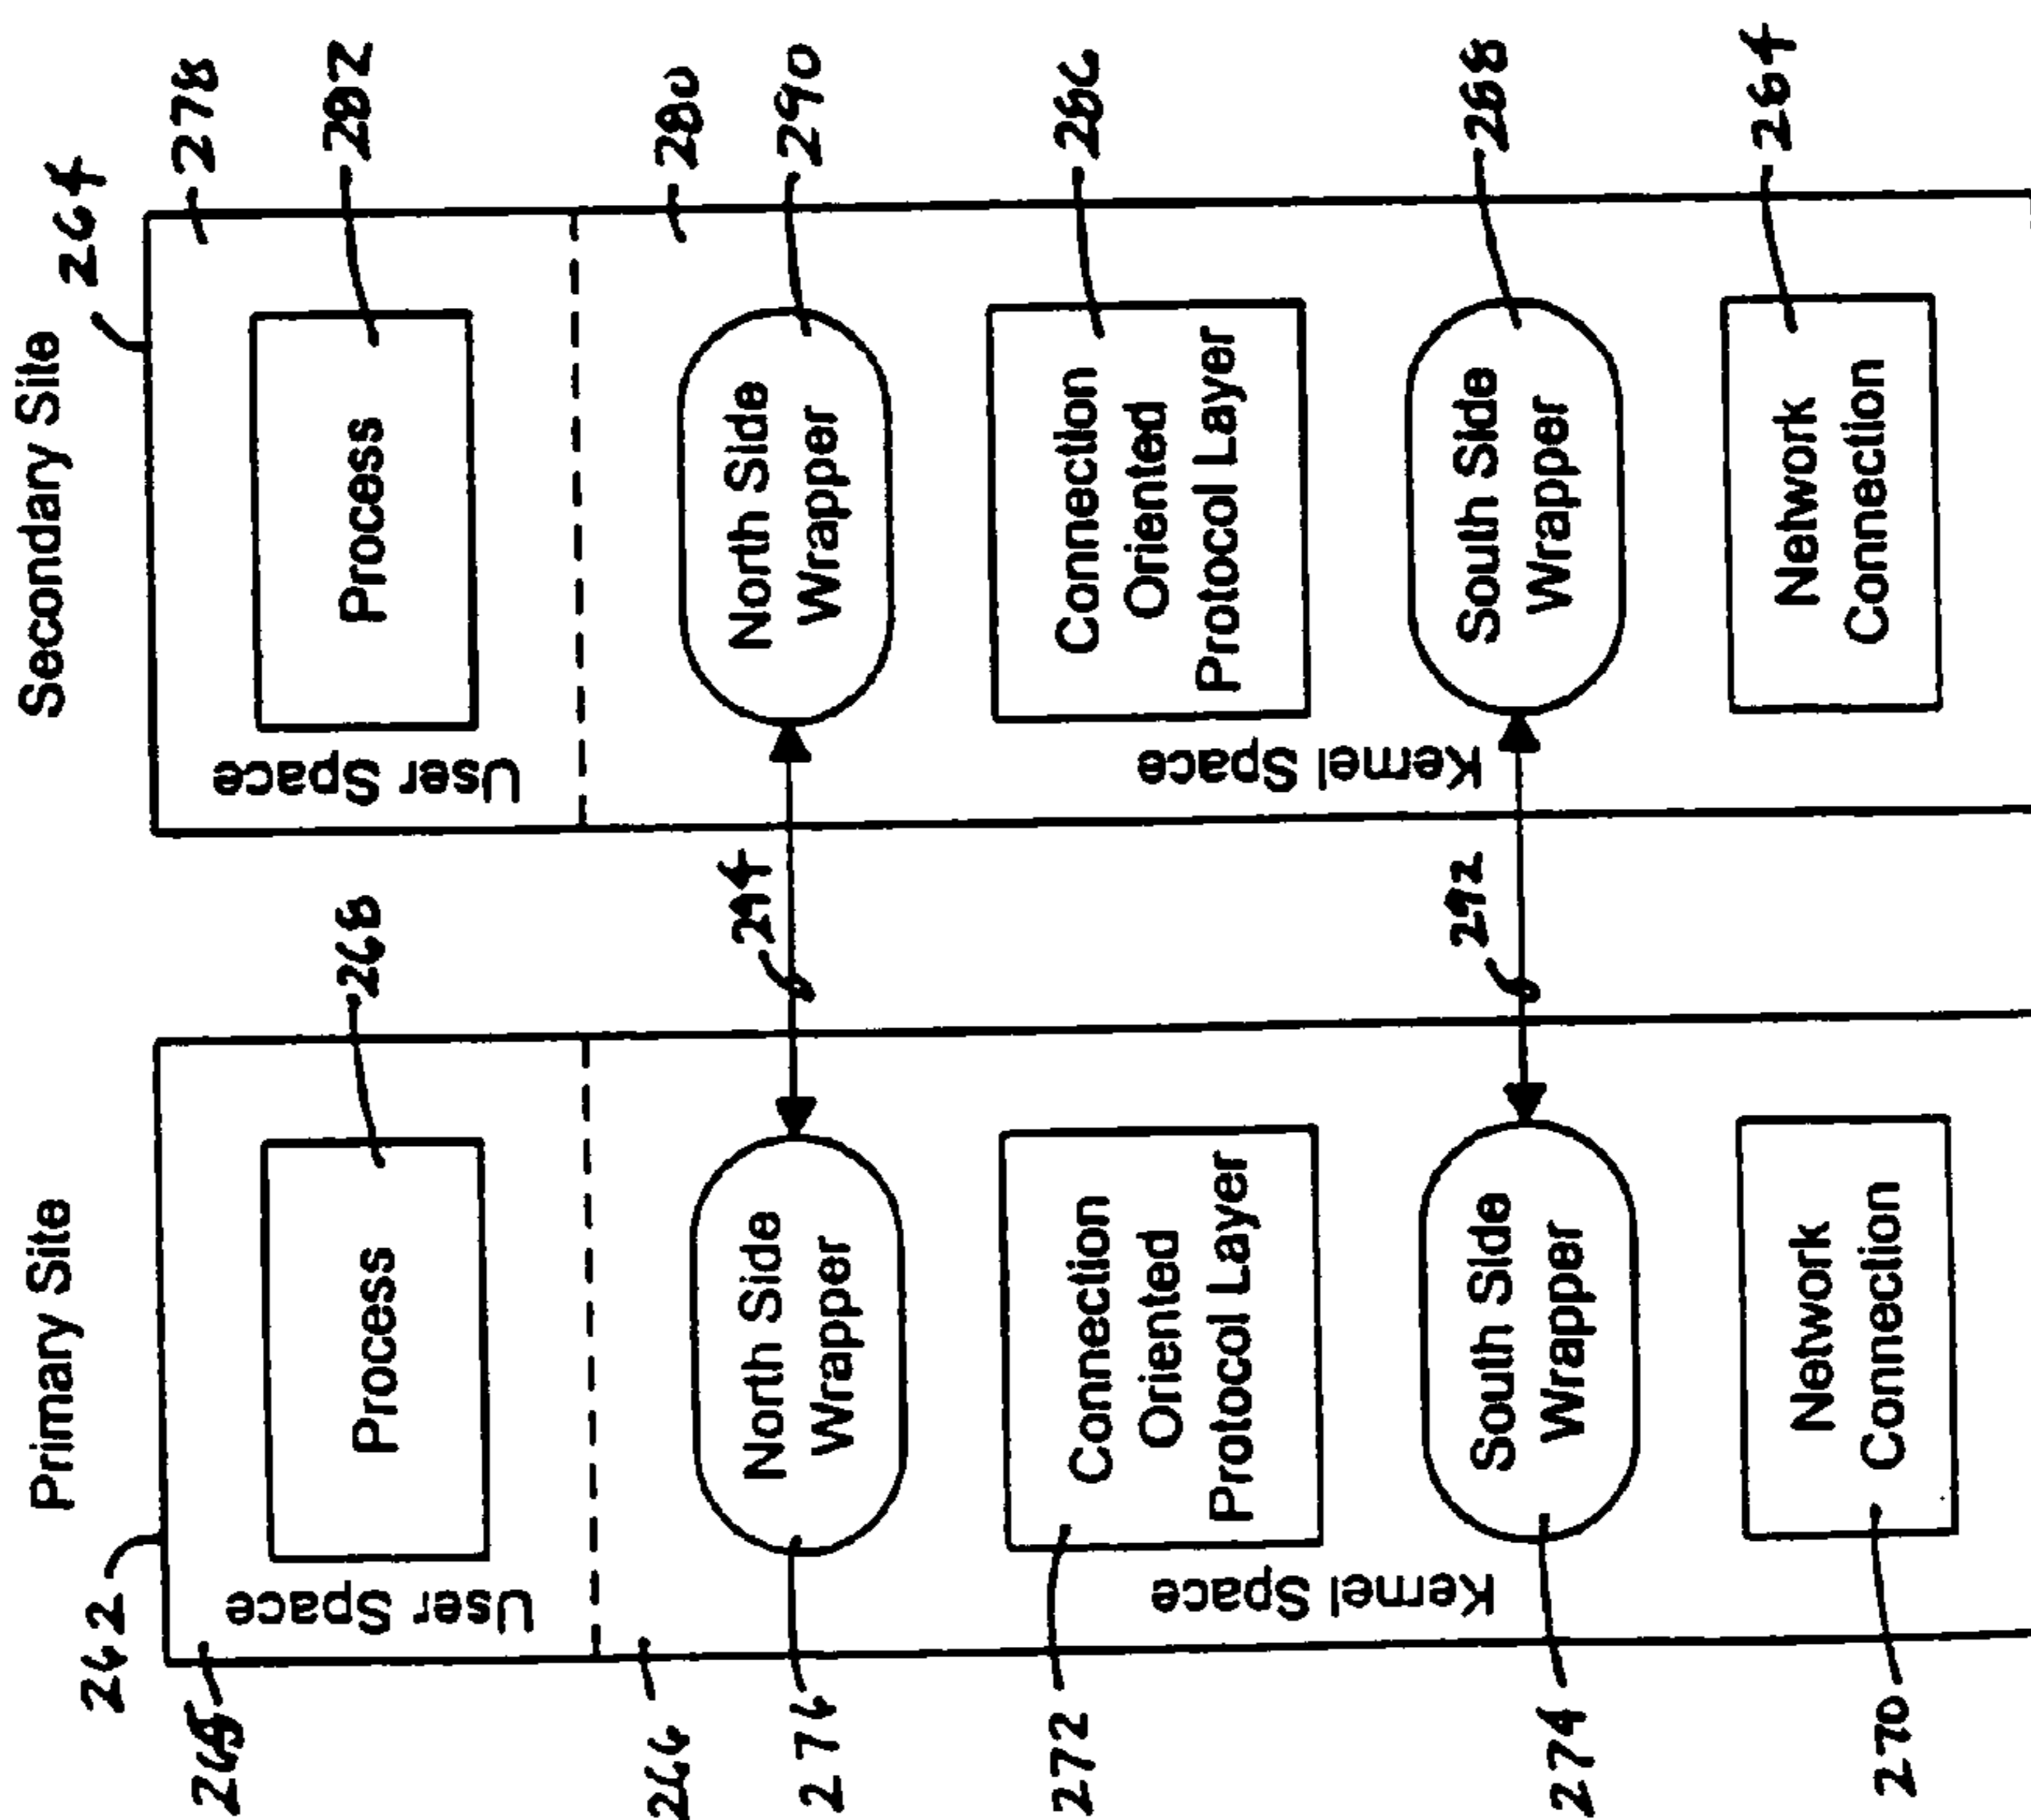 Primary Site
262
User Space
266
Process
268
North Side
Wrapper
276
Connection
Oriented
Protocol Layer
272
Kernel Space
South Side
Wrapper
274
Network
Connection
270
294
292
Secondary Site
264
278
User Space
Process
282
280
North Side
Wrapper
290
Connection
Oriented
Protocol Layer
286
Kernel Space
South Side
Wrapper
288
Network
Connection